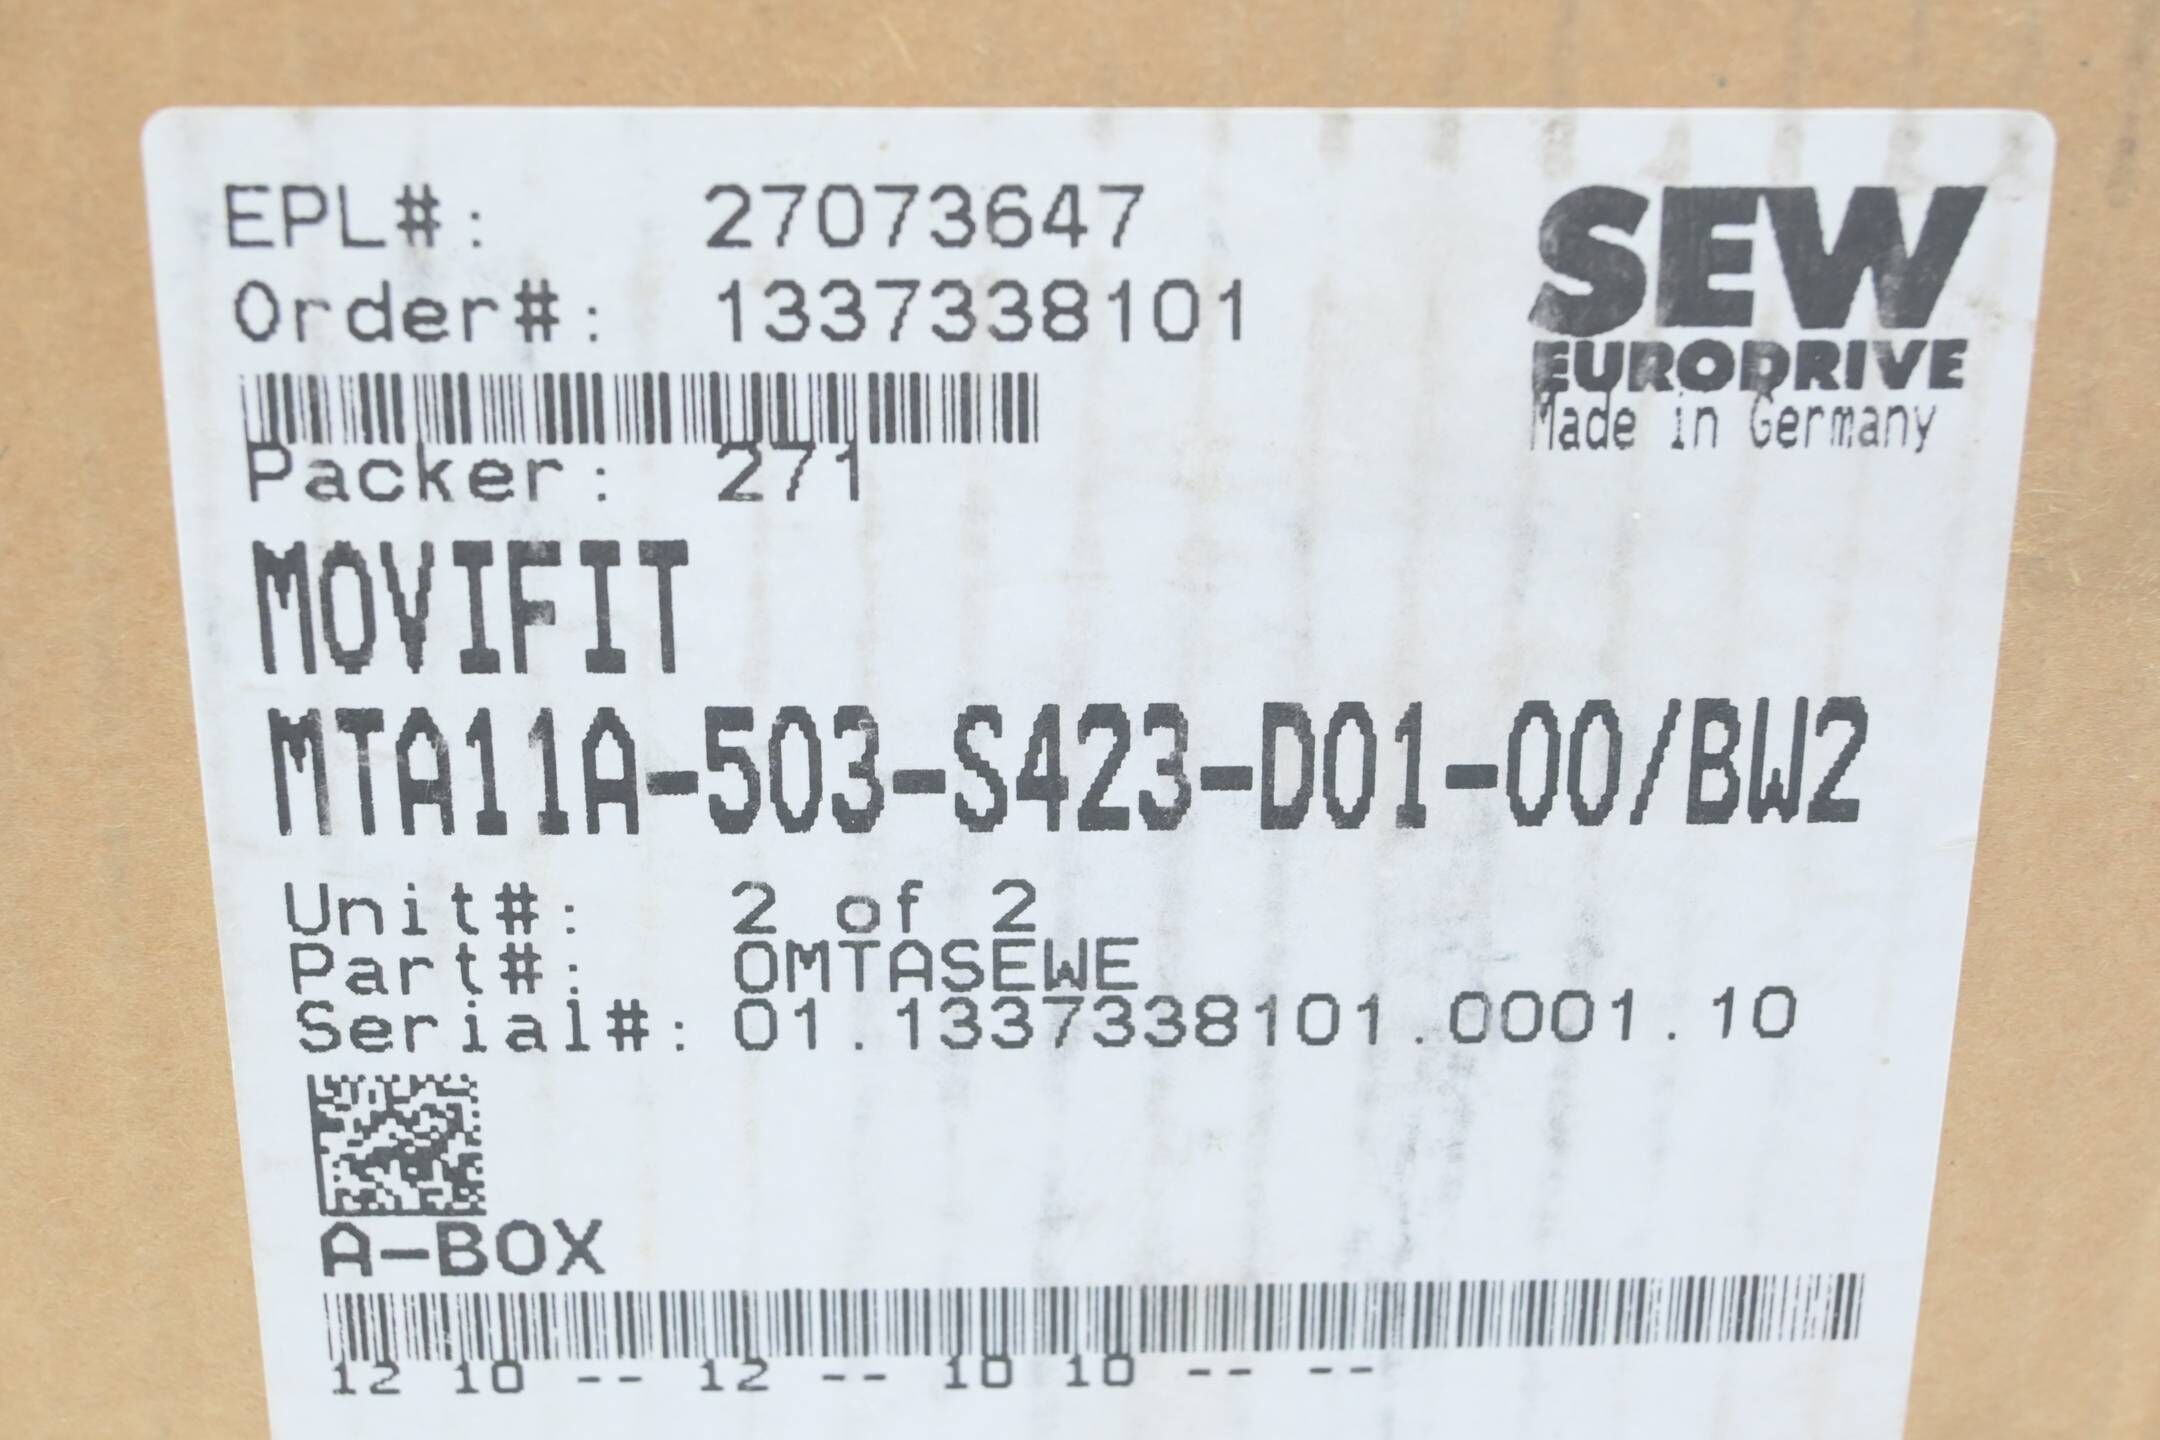 EPL#: 27073647
Order#: 1337338101
SEW
EURODRIVE
Made in Germany
Packer: 271
MOVIFIT
MTA11A-503-S423-D01-00/BW2
Unit#: 2 of 2
Part#: OMTASEWE
Serial#: 01.1337338101.0001.10
A-BOX
12 10 -- 12 -- 10 10 -- --